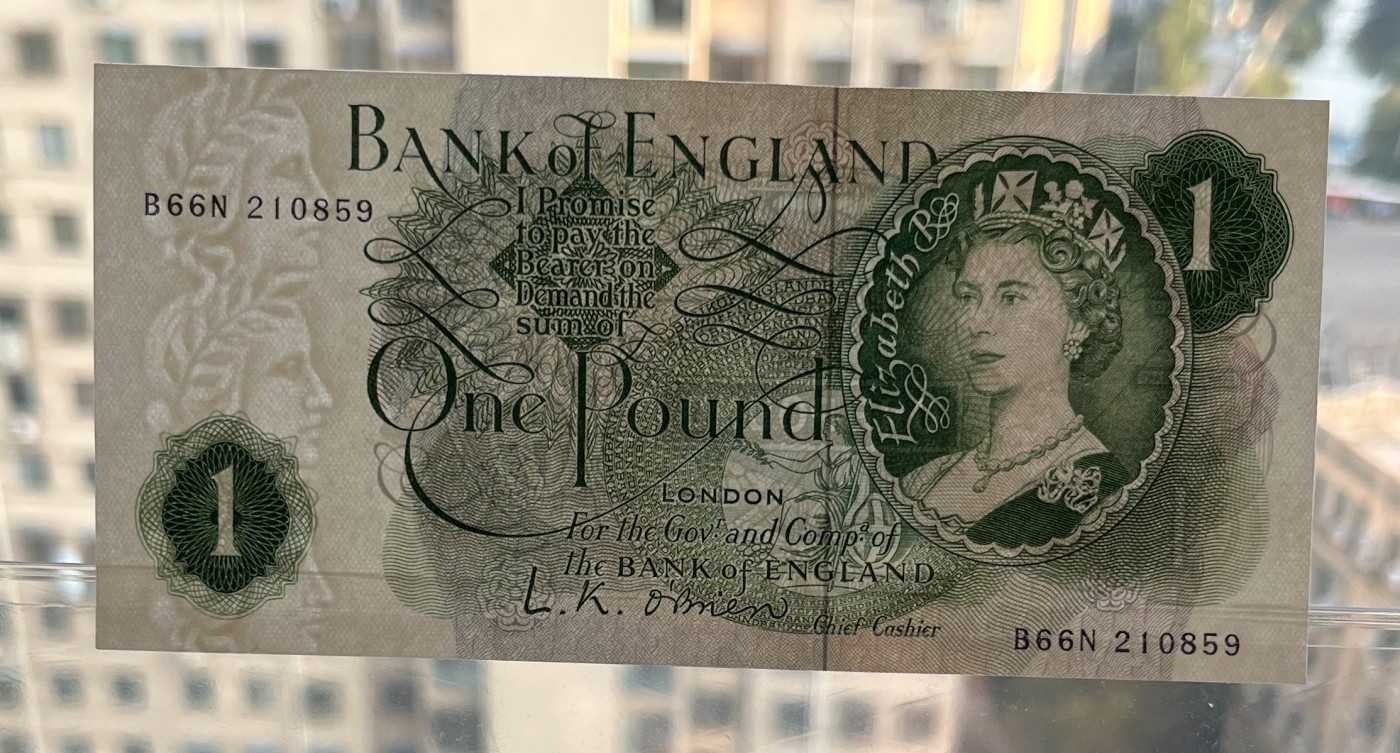 BANK of ENGLAND
B66N 210859
I Promise
to pay the
Bearer on
Demand the
sum of
One Pound
LONDON
For the Govr. and Compa. of
the BANK of ENGLAND
L.K. O'Brien
Chief Cashier
Elizabeth R
1
1
B66N 210859